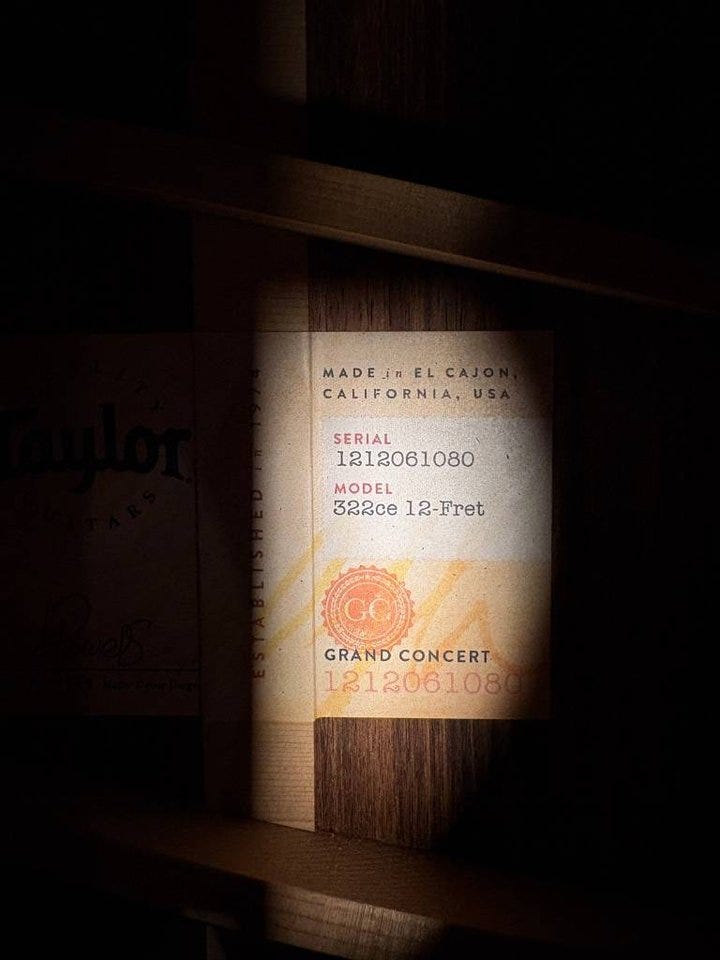 Taylor
GUITARS
ESTABLISHED in 1974
MADE in EL CAJON,
CALIFORNIA, USA
SERIAL
1212061080
MODEL
322ce 12-Fret
GC
GRAND CONCERT
1212061080